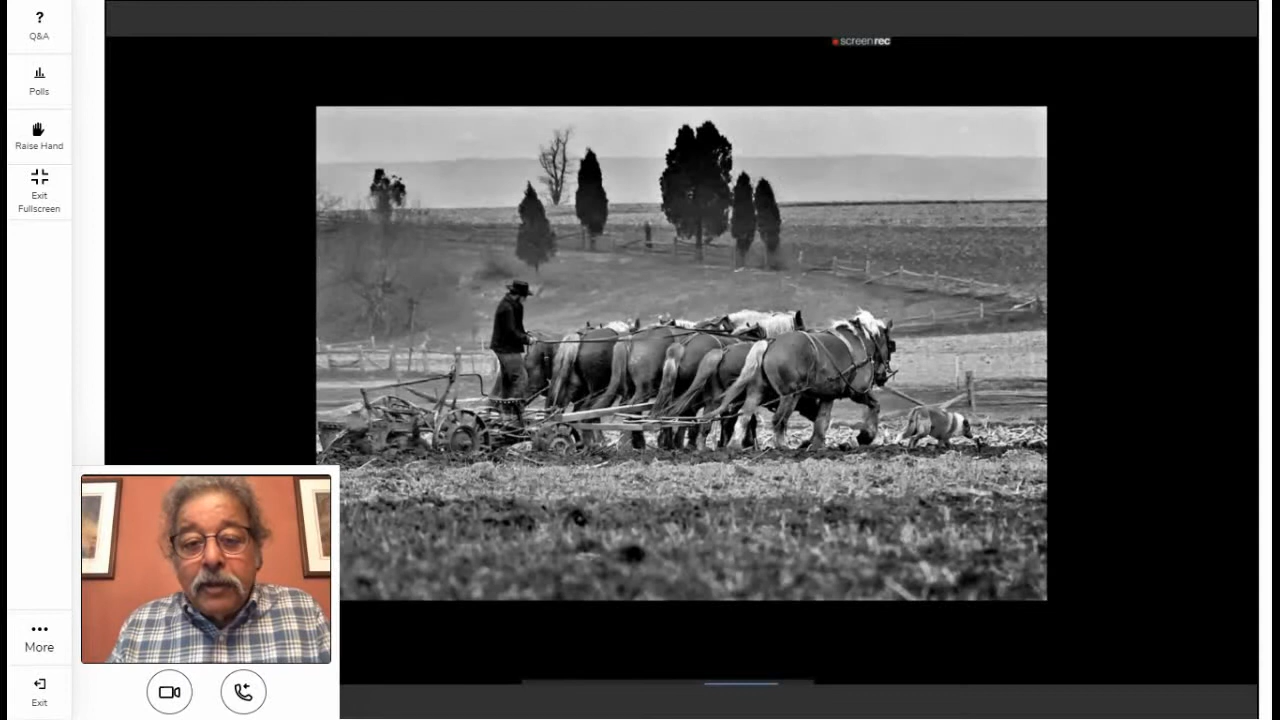 ?
Q&A
Polls
Raise Hand
Exit
Fullscreen
screenrec
More
Exit